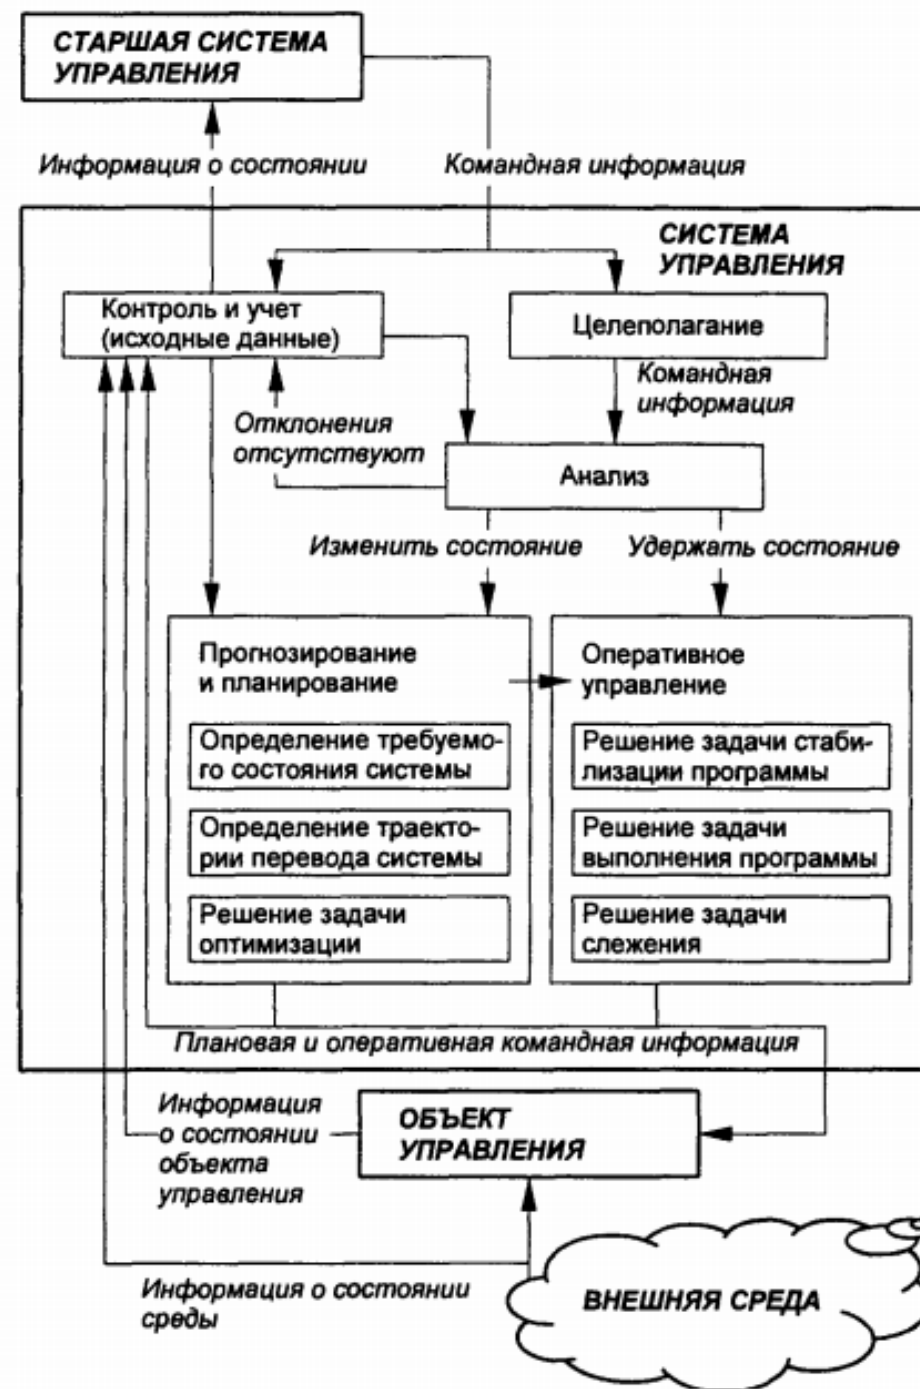 СТАРШАЯ СИСТЕМА
УПРАВЛЕНИЯ
Информация о состоянии
Командная информация
СИСТЕМА
УПРАВЛЕНИЯ
Контроль и учет
(исходные данные)
Целеполагание
Командная
информация
Отклонения
отсутствуют
Анализ
Изменить состояние
Удержать состояние
Прогнозирование
и планирование
Определение требуемо-
го состояния системы
Определение траекто-
рии перевода системы
Решение задачи
оптимизации
Оперативное
управление
Решение задачи стаби-
лизации программы
Решение задачи
выполнения программы
Решение задачи
слежения
Плановая и оперативная командная информация
Информация
о состоянии
объекта
управления
ОБЪЕКТ
УПРАВЛЕНИЯ
Информация о состоянии
среды
ВНЕШНЯЯ СРЕДА